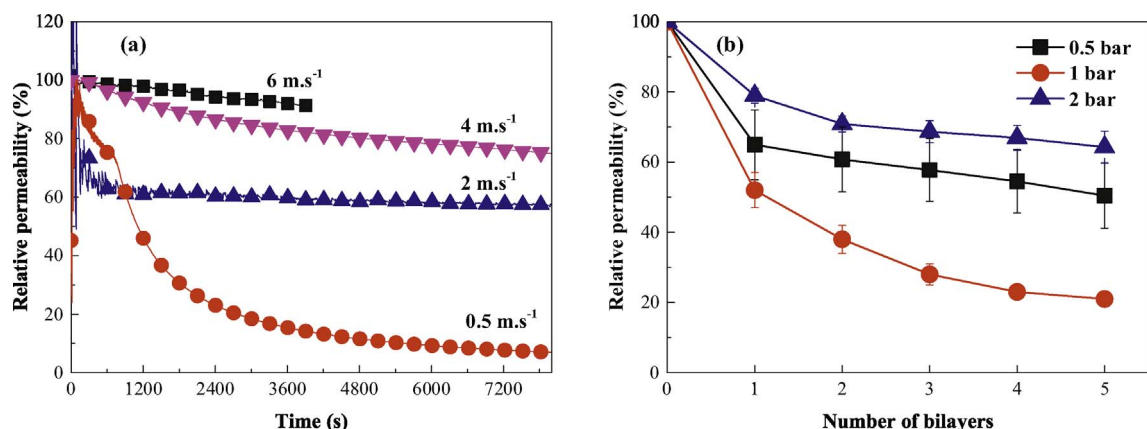 (a)
6 m.s⁻¹
4 m.s⁻¹
2 m.s⁻¹
0.5 m.s⁻¹
Relative permeability (%)
120
100
80
60
40
20
0
0 1200 2400 3600 4800 6000 7200
Time (s)
(b)
0.5 bar
1 bar
2 bar
Relative permeability (%)
100
80
60
40
20
0
0 1 2 3 4 5
Number of bilayers